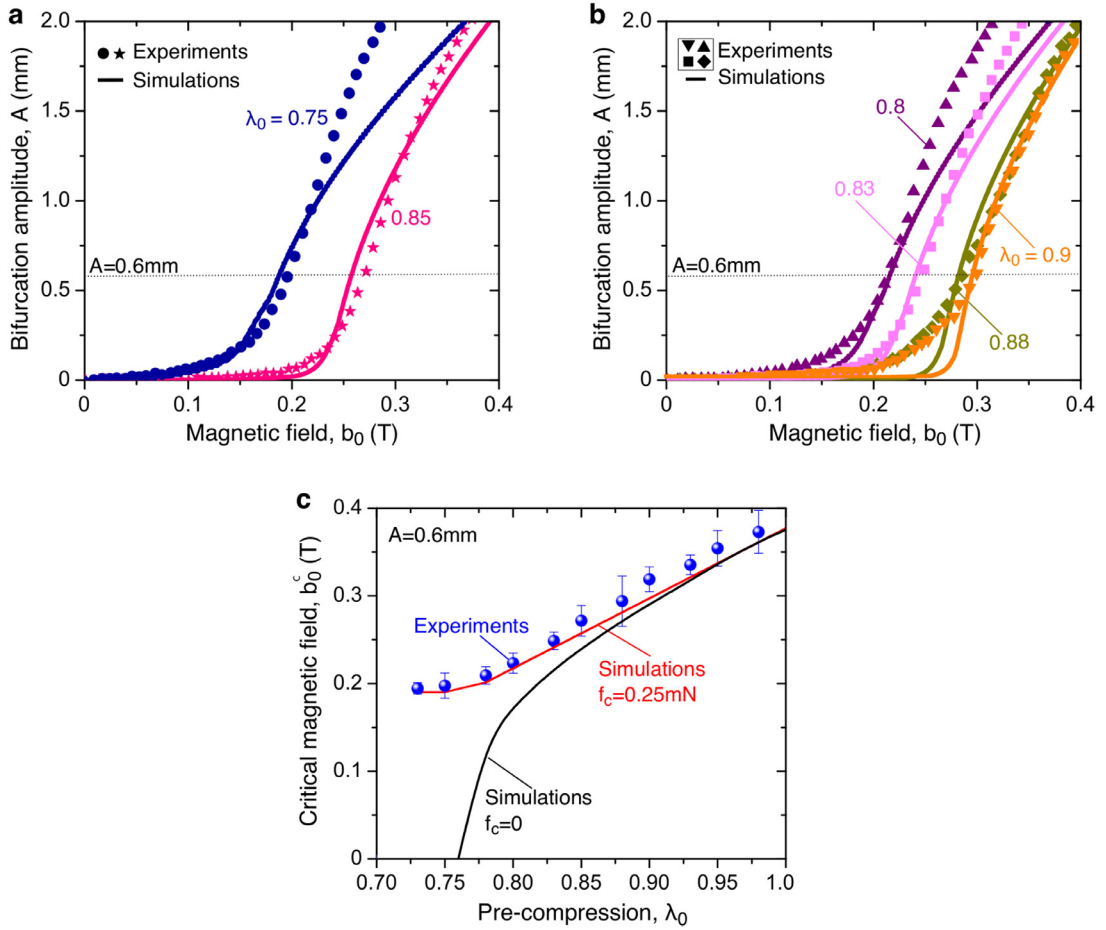 a
2.0
1.5
1.0
0.5
0
Bifurcation amplitude, A (mm)
Experiments
Simulations
λ0 = 0.75
0.85
A=0.6mm
0
0.1
0.2
0.3
0.4
Magnetic field, b0 (T)
b
2.0
1.5
1.0
0.5
0
Bifurcation amplitude, A (mm)
Experiments
Simulations
0.8
0.83
λ0 = 0.9
0.88
A=0.6mm
0
0.1
0.2
0.3
0.4
Magnetic field, b0 (T)
c
0.4
0.3
0.2
0.1
0
Critical magnetic field, b0c (T)
A=0.6mm
Experiments
Simulations
fc=0.25mN
Simulations
fc=0
0.70
0.75
0.80
0.85
0.90
0.95
1.0
Pre-compression, λ0